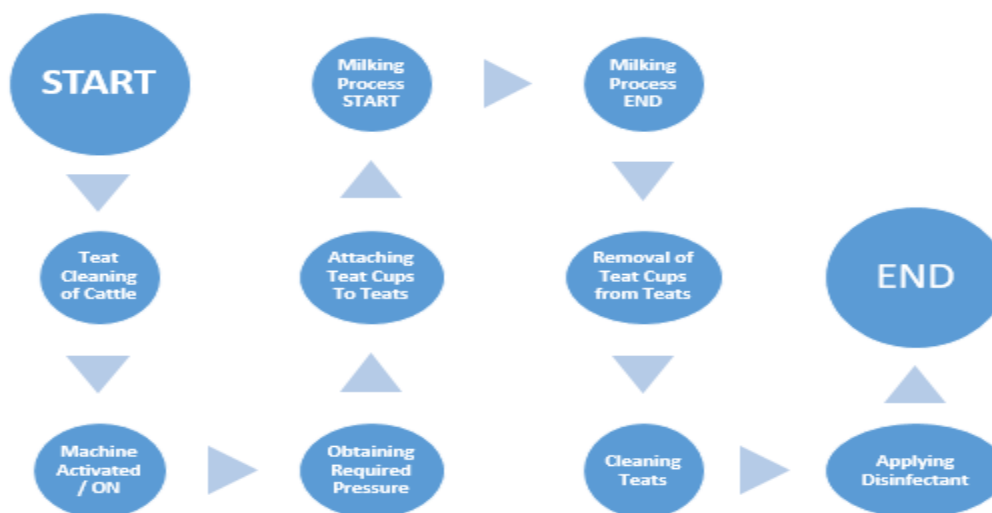 START
Teat
Cleaning
of Cattle
Machine
Activated
/ ON
Obtaining
Required
Pressure
Attaching
Teat Cups
To Teats
Milking
Process
START
Milking
Process
END
Removal of
Teat Cups
from Teats
Cleaning
Teats
Applying
Disinfectant
END